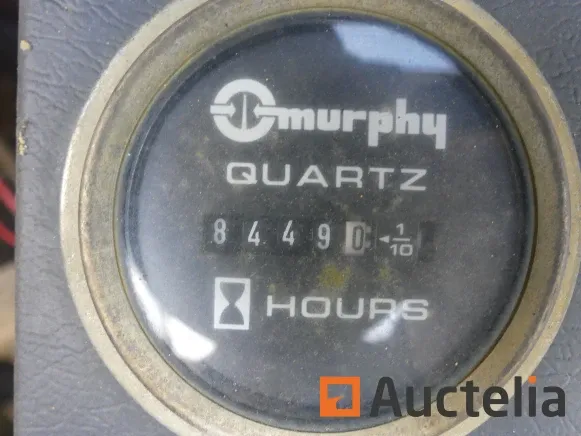 murphy
QUARTZ
84490 ◄1/10
HOURS
Auctelia